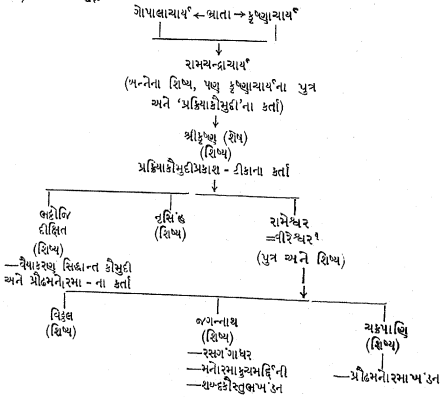 ગોપાલાચાર્ય ← ભ્રાતા → કૃષ્ણાચાર્ય
રામચન્દ્રાચાર્ય
(બન્નેના શિષ્ય, પણ કૃષ્ણાચાર્યના પુત્ર
અને ‘પ્રક્રિયાકૌમુદી’ના કર્તા)
શ્રીકૃષ્ણ (શેષ)
(શિષ્ય)
પ્રક્રિયાકૌમુદીપ્રકાશ - ટીકાના કર્તા
ભટ્ટોજિ નૃસિંહ રામેશ્વર
દીક્ષિત (શિષ્ય) =વીરેશ્વર¹
(શિષ્ય) (પુત્ર અને શિષ્ય)
—વૈયાકરણ સિદ્ધાન્ત કૌમુદી
અને પ્રૌઢમનોરમા - ના કર્તા
વિઠ્ઠલ જગન્નાથ ચક્રપાણિ
(શિષ્ય) (શિષ્ય) (શિષ્ય)
—રસગંગાધર —પ્રૌઢમનોરમાખંડન
—મનોરમાકુચમર્દિની
—શબ્દકૌસ્તુભખંડન